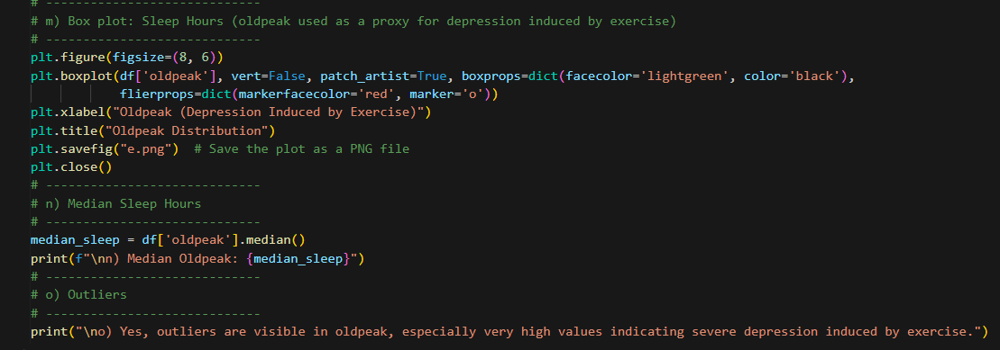 # -----------------------------
# m) Box plot: Sleep Hours (oldpeak used as a proxy for depression induced by exercise)
# -----------------------------
plt.figure(figsize=(8, 6))
plt.boxplot(df['oldpeak'], vert=False, patch_artist=True, boxprops=dict(facecolor='lightgreen', color='black'),
            flierprops=dict(markerfacecolor='red', marker='o'))
plt.xlabel("Oldpeak (Depression Induced by Exercise)")
plt.title("Oldpeak Distribution")
plt.savefig("e.png")  # Save the plot as a PNG file
plt.close()
# -----------------------------
# n) Median Sleep Hours
# -----------------------------
median_sleep = df['oldpeak'].median()
print(f"\nn) Median Oldpeak: {median_sleep}")
# -----------------------------
# o) Outliers
# -----------------------------
print("\no) Yes, outliers are visible in oldpeak, especially very high values indicating severe depression induced by exercise.")